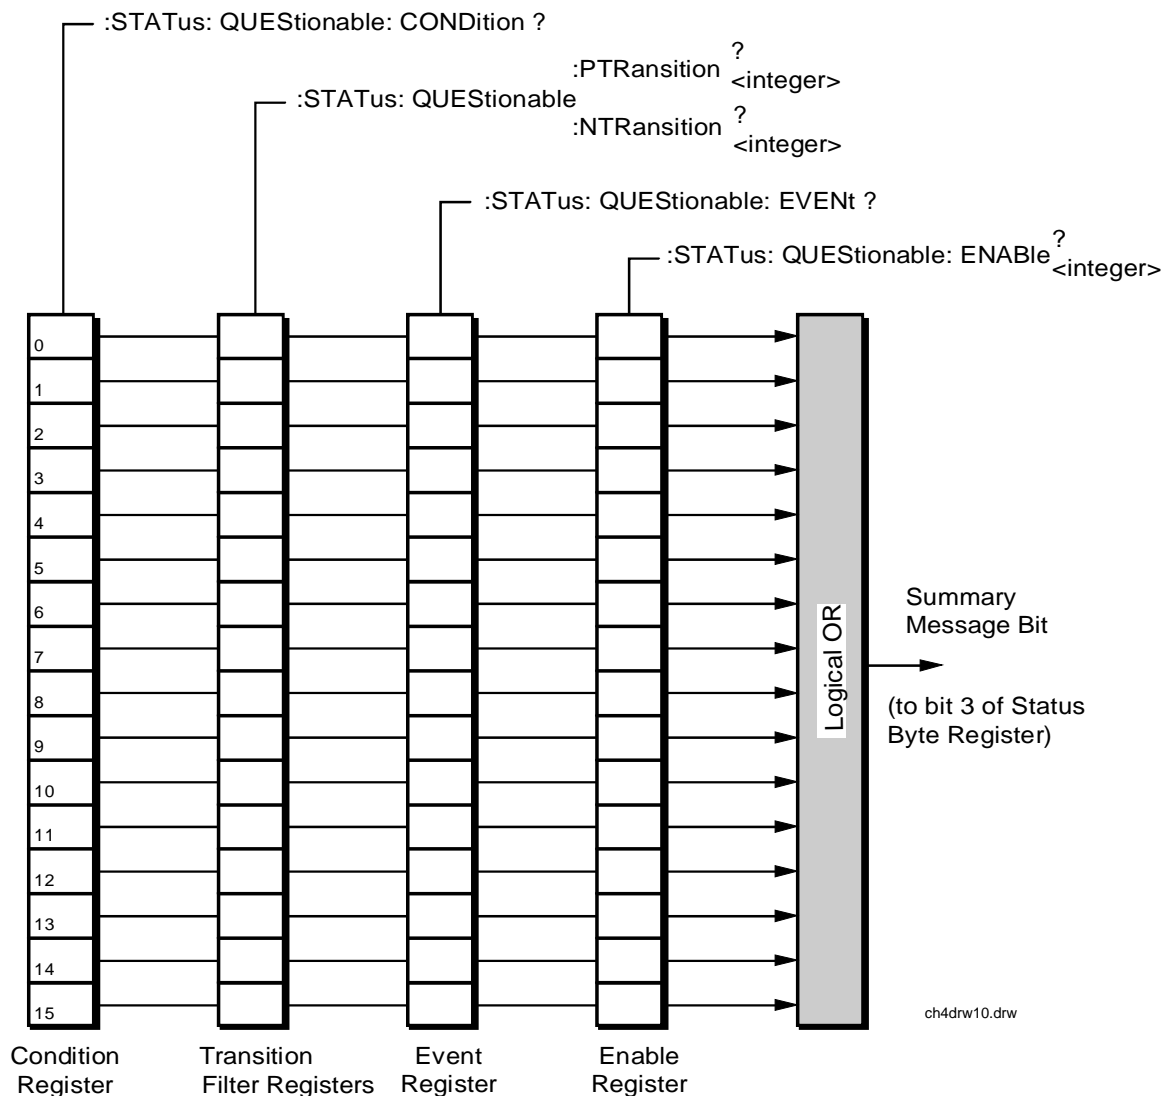 :STATus: QUEStionable: CONDition ?
:PTRansition ?
<integer>
:STATus: QUEStionable
:NTRansition ?
<integer>
:STATus: QUEStionable: EVENt ?
:STATus: QUEStionable: ENABle ?
<integer>
0
1
2
3
4
5
6
7
8
9
10
11
12
13
14
15
Logical OR
Summary
Message Bit
(to bit 3 of Status
Byte Register)
ch4drw10.drw
Condition
Register
Transition
Filter Registers
Event
Register
Enable
Register